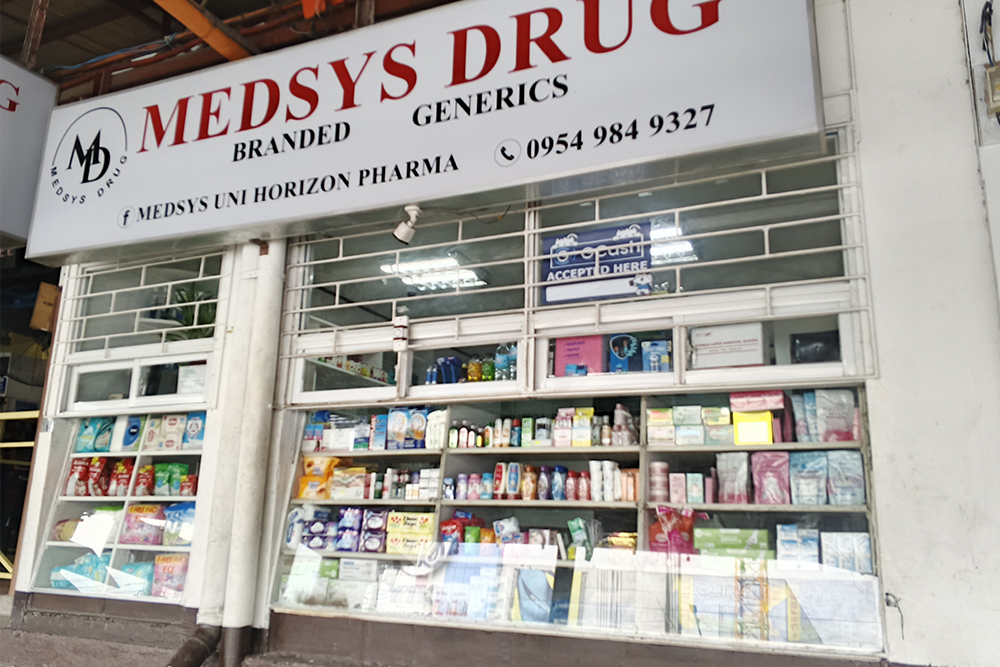 G
MEDSYS DRUG
BRANDED GENERICS
MEDSYS UNI HORIZON PHARMA
0954 984 9327
MD
MEDSYS DRUG
GCash
ACCEPTED HERE